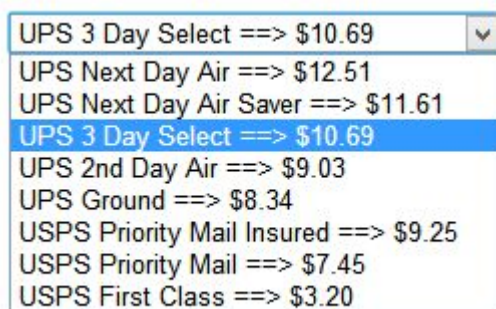 UPS 3 Day Select ==> $10.69
UPS Next Day Air ==> $12.51
UPS Next Day Air Saver ==> $11.61
UPS 3 Day Select ==> $10.69
UPS 2nd Day Air ==> $9.03
UPS Ground ==> $8.34
USPS Priority Mail Insured ==> $9.25
USPS Priority Mail ==> $7.45
USPS First Class ==> $3.20